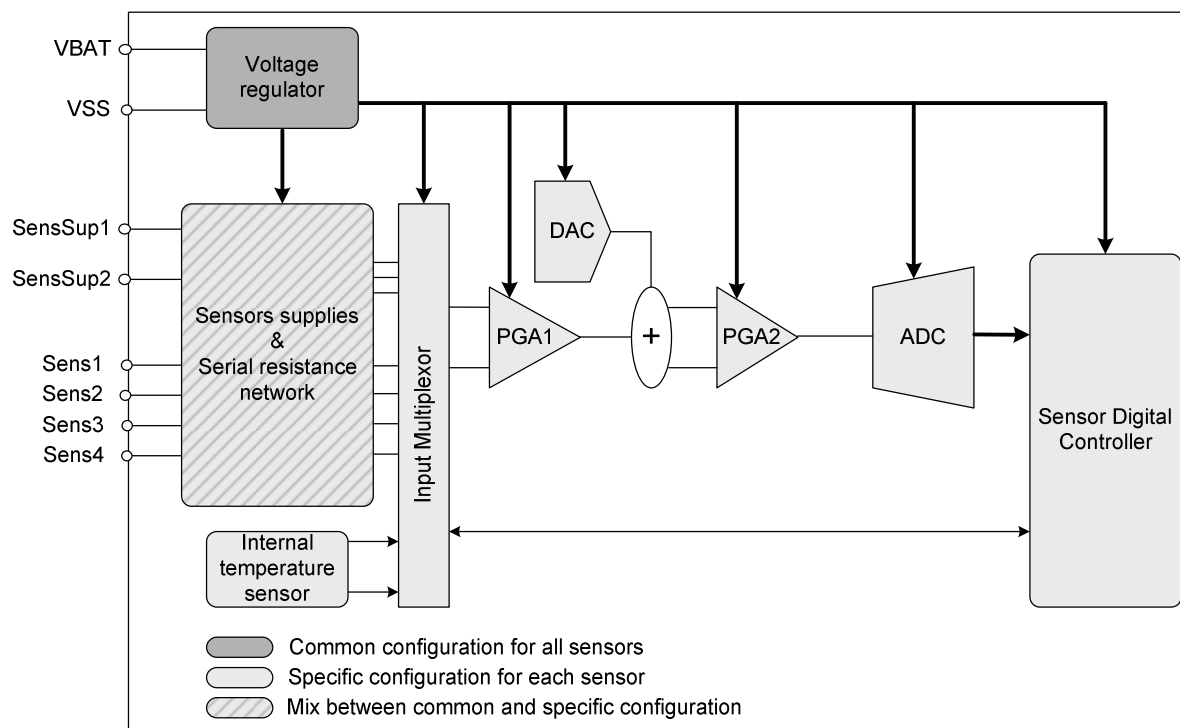 VBAT
Voltage
regulator
VSS
SensSup1
DAC
SensSup2
Sensors supplies
&
Serial resistance
network
PGA1
+
PGA2
ADC
Sens1
Sens2
Sens3
Sens4
Input Multiplexor
Sensor Digital
Controller
Internal
temperature
sensor
Common configuration for all sensors
Specific configuration for each sensor
Mix between common and specific configuration